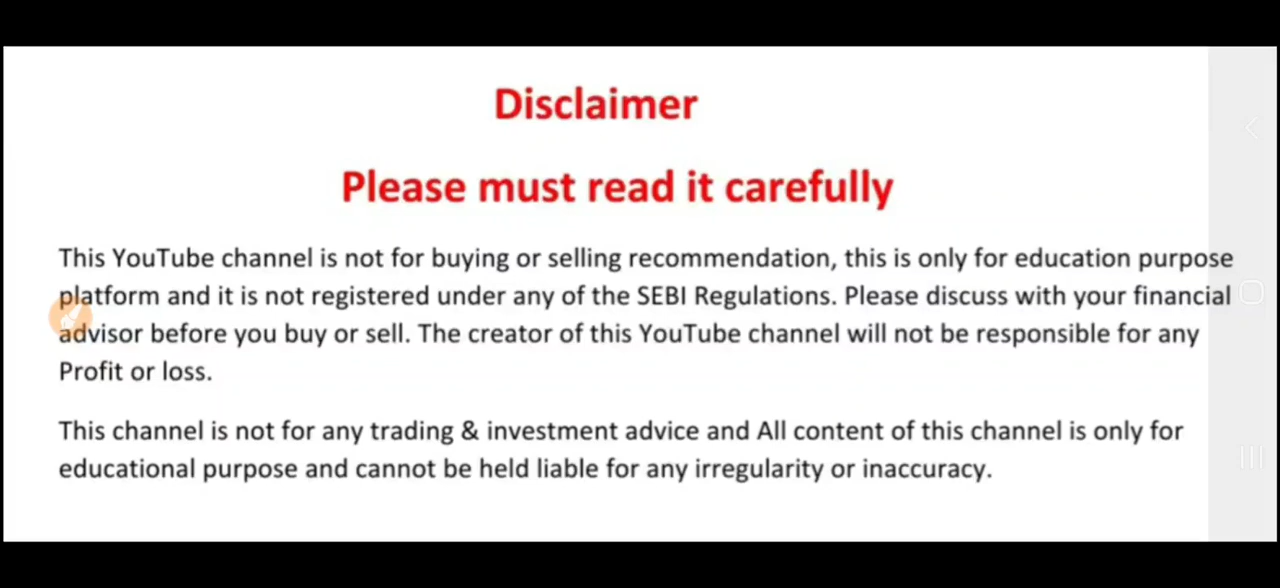 Disclaimer
Please must read it carefully
This YouTube channel is not for buying or selling recommendation, this is only for education purpose
platform and it is not registered under any of the SEBI Regulations. Please discuss with your financial
advisor before you buy or sell. The creator of this YouTube channel will not be responsible for any
Profit or loss.
This channel is not for any trading & investment advice and All content of this channel is only for
educational purpose and cannot be held liable for any irregularity or inaccuracy.